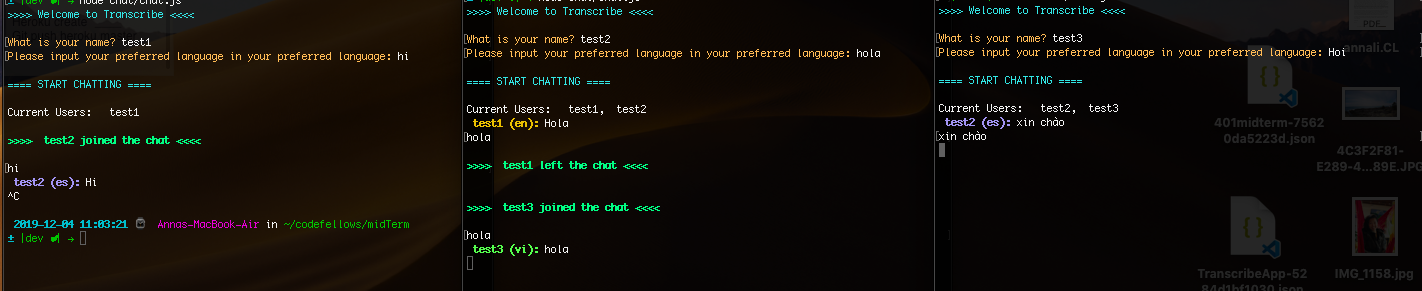 ± |dev ✔| → node chat/chat.js
>>>> Welcome to Transcribe <<<<
What is your name? test1
Please input your preferred language in your preferred language: hi
==== START CHATTING ====
Current Users:   test1
>>>>  test2 joined the chat <<<<
hi
test2 (es): Hi
^C
2019-12-04 11:03:21 Annas-MacBook-Air in ~/codefellows/midTerm
± |dev ✔| →
>>>> Welcome to Transcribe <<<<
What is your name? test2
Please input your preferred language in your preferred language: hola
==== START CHATTING ====
Current Users:   test1,  test2
test1 (en): Hola
hola
>>>>  test1 left the chat <<<<
>>>>  test3 joined the chat <<<<
hola
test3 (vi): hola
>>>> Welcome to Transcribe <<<<
What is your name? test3
Please input your preferred language in your preferred language: Hoi
==== START CHATTING ====
Current Users:   test2,  test3
test2 (es): xin chào
xin chào
PDF...
annali.CL
401midterm-7562
0da5223d.json
4C3F2F81-
E289-4...89E.JPG
TranscribeApp-52
84d1bf1030.json
IMG_1158.jpg